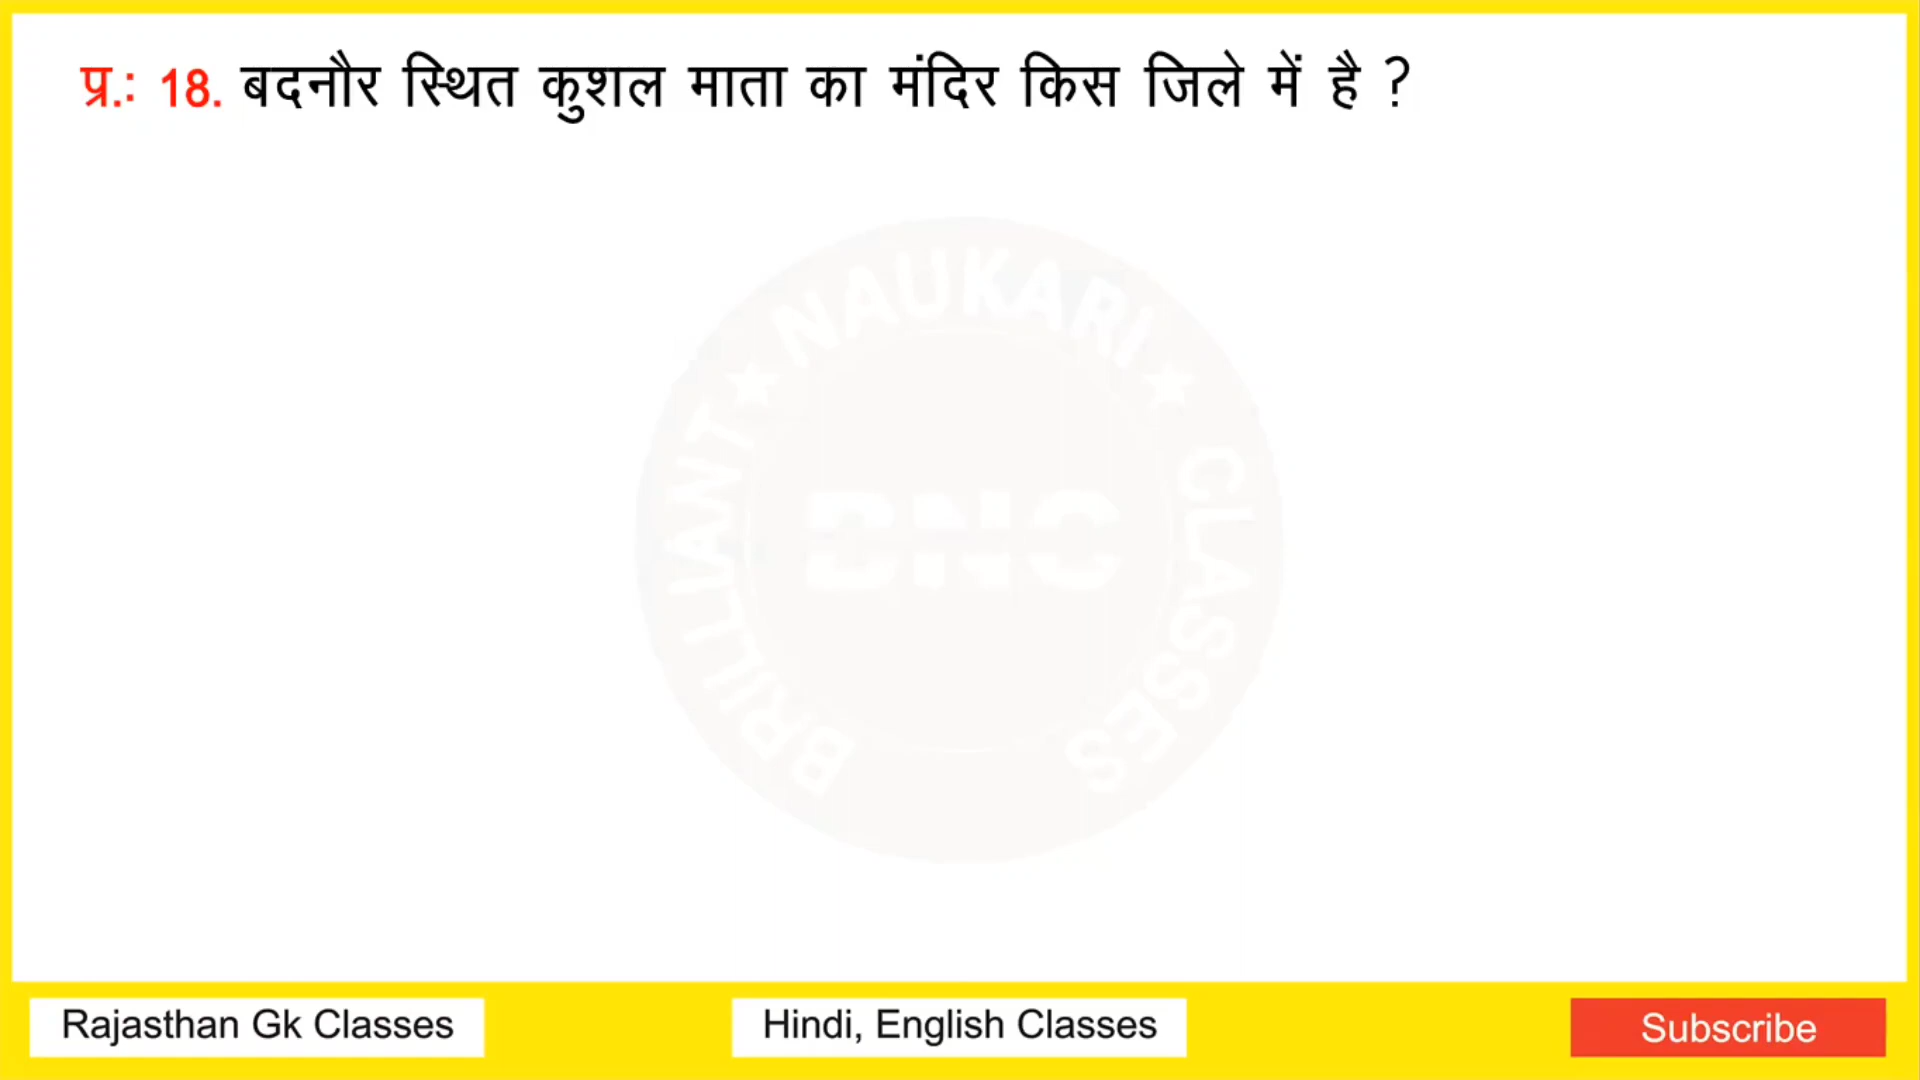 प्र.: 18. बदनौर स्थित कुशल माता का मंदिर किस जिले में है ?
BRILLIANT ★ NAUKARI ★ CLASSES
BNC
Rajasthan Gk Classes
Hindi, English Classes
Subscribe